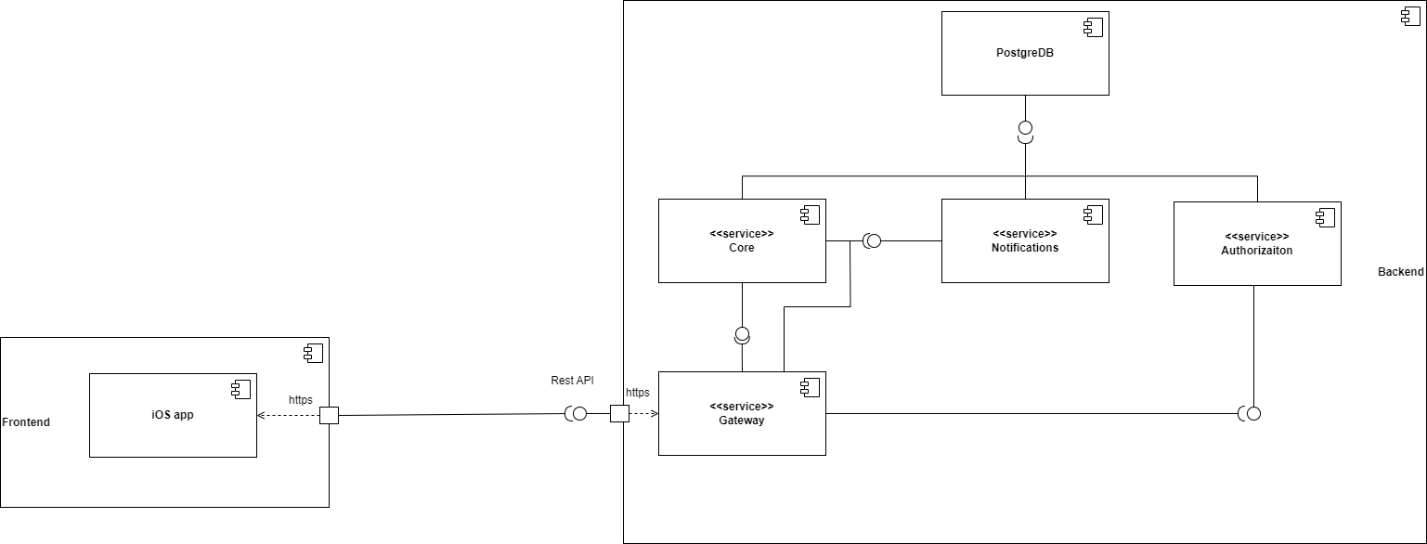 PostgreDB
<<service>>
Core
<<service>>
Notifications
<<service>>
Authorizaiton
Backend
Rest API
https
https
iOS app
Frontend
<<service>>
Gateway